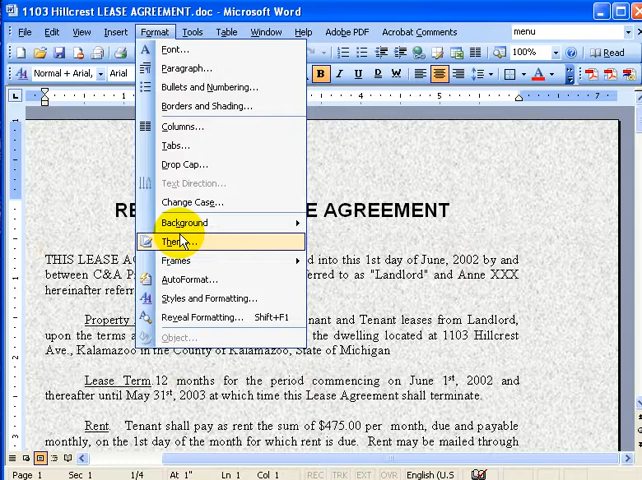 1103 Hillcrest LEASE AGREEMENT.doc - Microsoft Word
File Edit View Insert Format Tools Table Window Help Adobe PDF Acrobat Comments menu
100% Read
Normal + Arial, Arial B I U
Font...
Paragraph...
Bullets and Numbering...
Borders and Shading...
Columns...
Tabs...
Drop Cap...
Text Direction...
Change Case...
Background
Frames
AutoFormat...
Styles and Formatting...
Reveal Formatting... Shift+F1
Object...
AGREEMENT
THIS LEASE into this 1st day of June, 2002 by and
between C&A to as "Landlord" and Anne XXX
hereinafter
Property and Tenant leases from Landlord,
upon the terms the dwelling located at 1103 Hillcrest
Ave., Kalamazoo in the County of Kalamazoo, State of Michigan
Lease Term 12 months for the period commencing on June 1st, 2002 and
thereafter until May 31st, 2003 at which time this Lease Agreement shall terminate.
Rent. Tenant shall pay as rent the sum of $475.00 per month, due and payable
monthly, on the 1st day of the month for which rent is due. Rent may be mailed through
Page 1 Sec 1 1/4 At 1" Ln 1 Col 1 REC TRK EXT OVR English (U.S